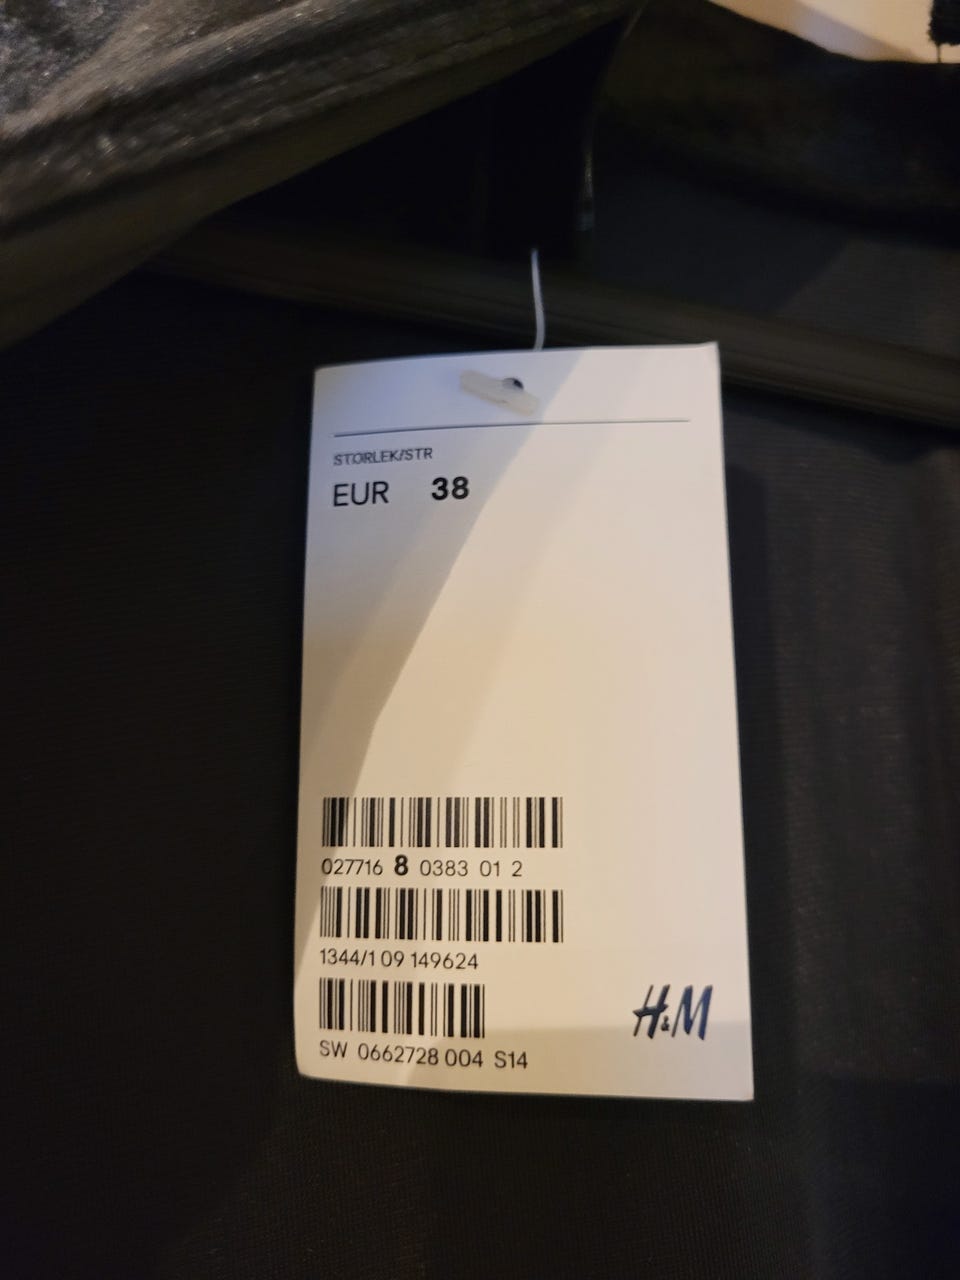 STORLEK/STR
EUR 38
027716 8 0383 01 2
1344/1 09 149624
H&M
SW 0662728 004 S14